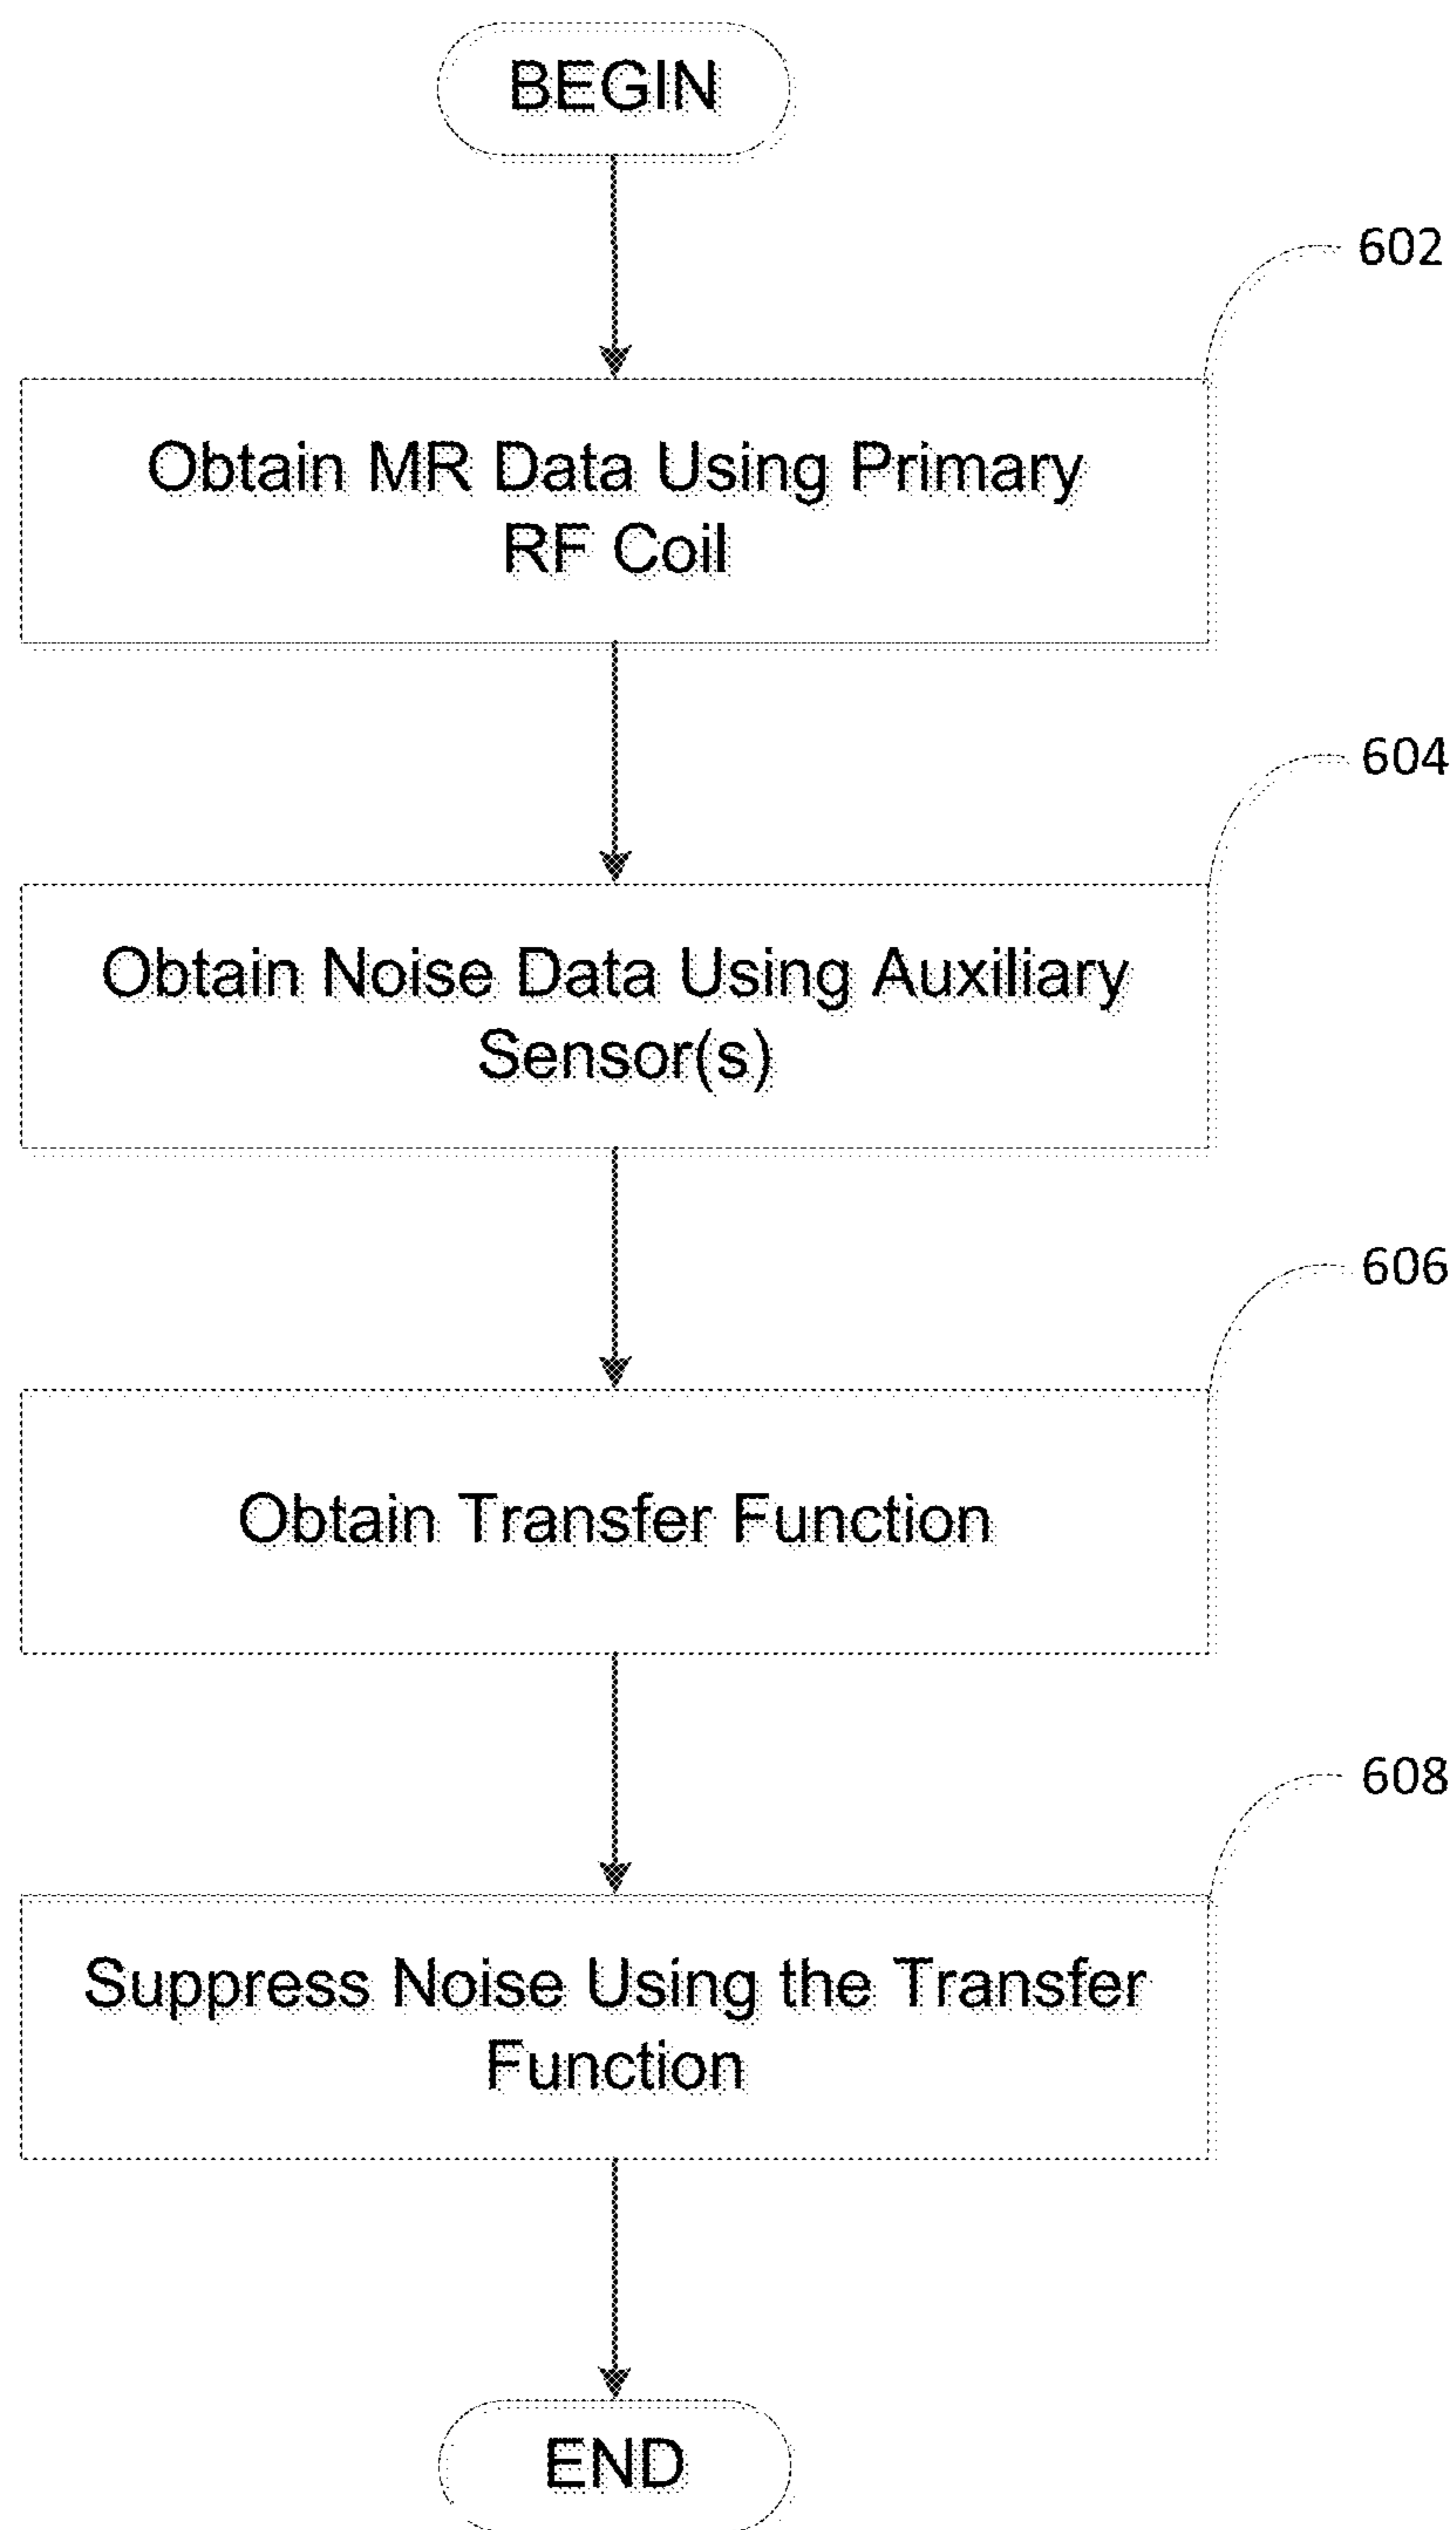 BEGIN
602
Obtain MR Data Using Primary
RF Coil
604
Obtain Noise Data Using Auxiliary
Sensor(s)
606
Obtain Transfer Function
608
Suppress Noise Using the Transfer
Function
END